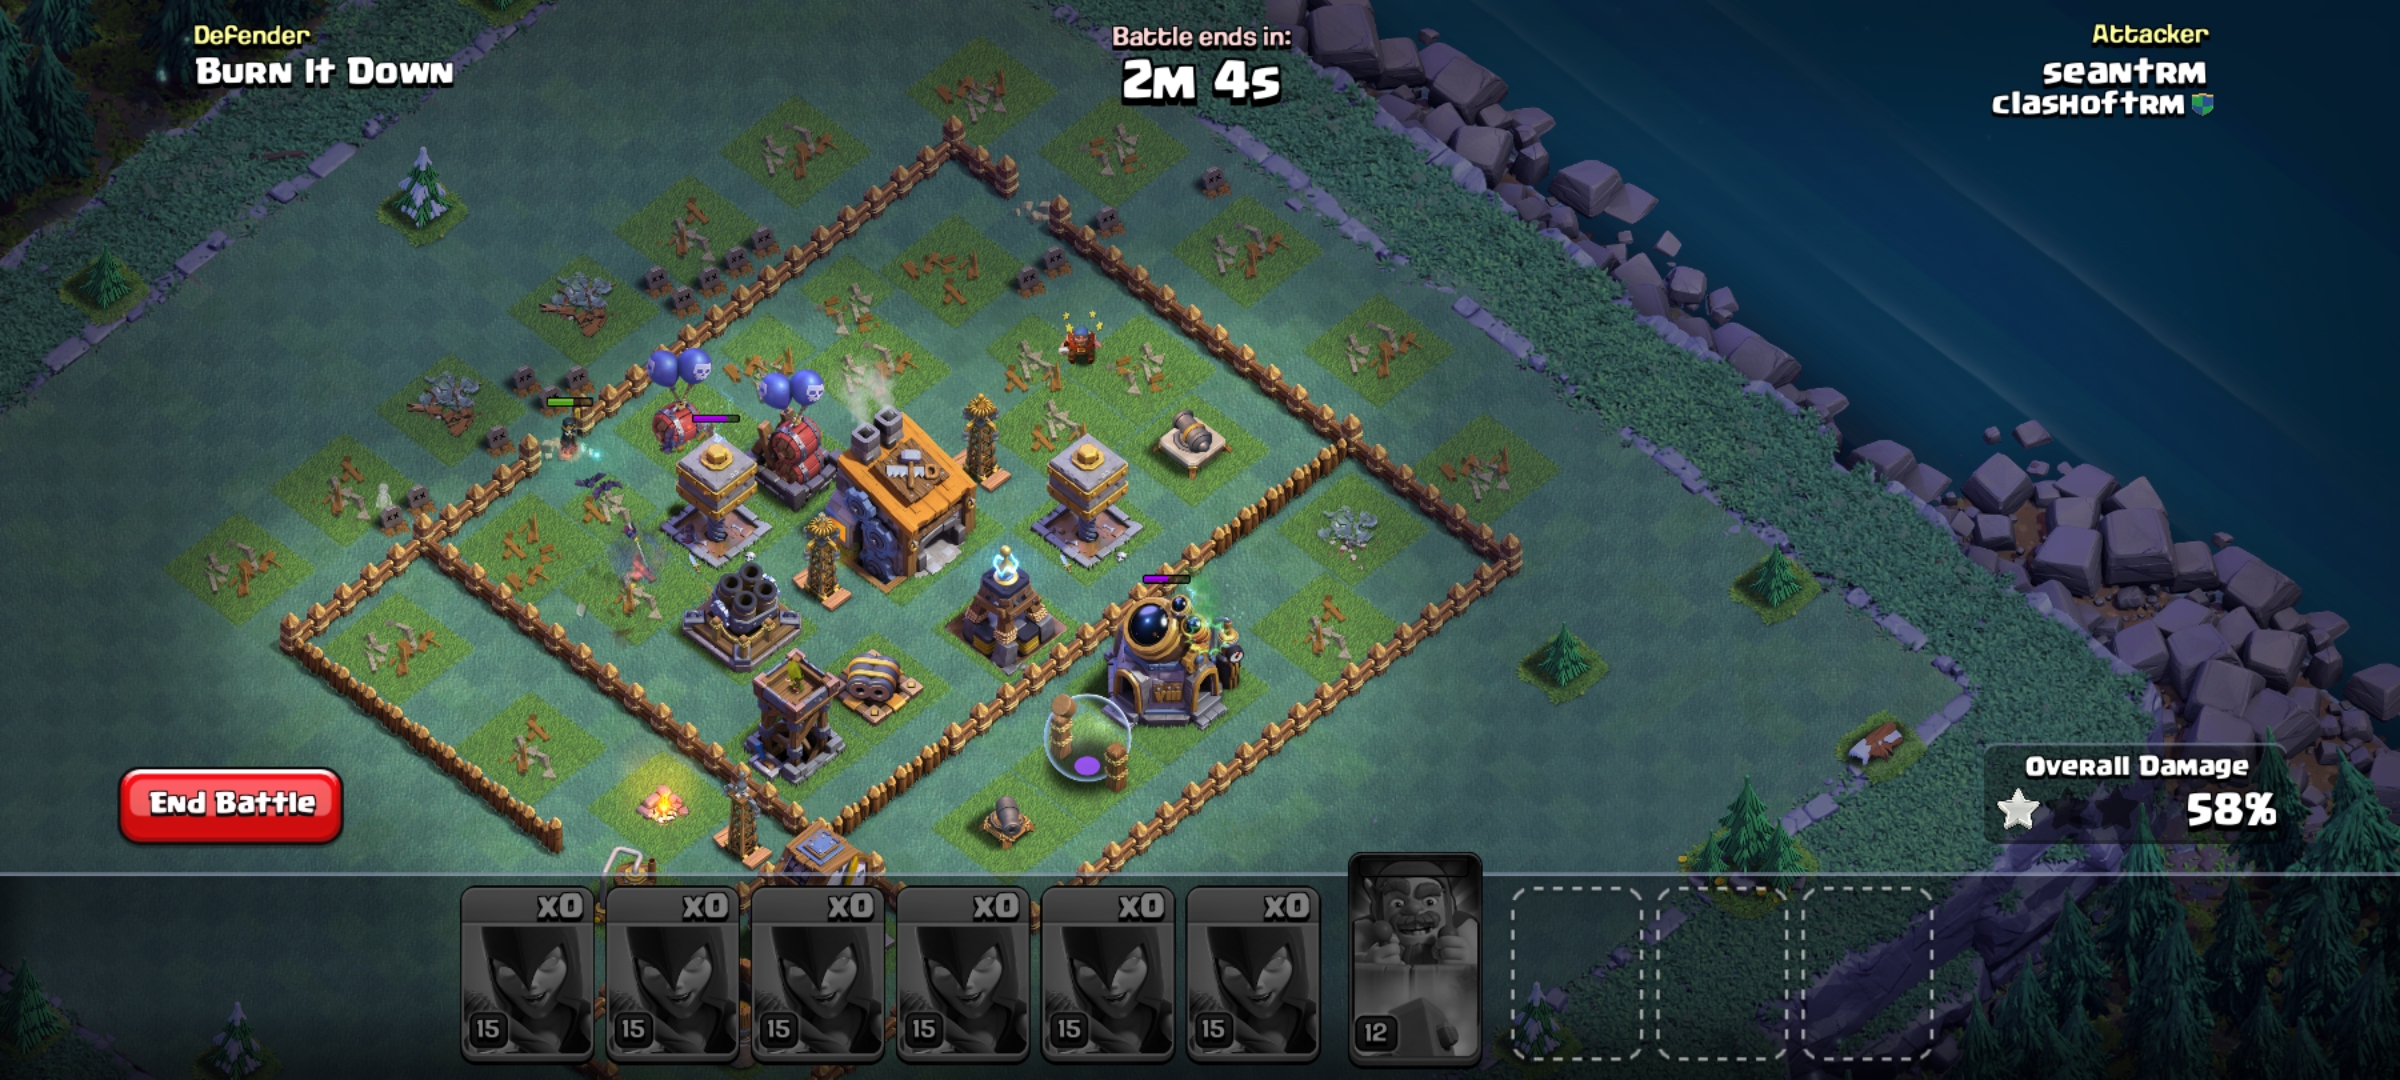 Defender
Burn It Down
Battle ends in:
2m 4s
Attacker
seantrm
clashoftrm
End Battle
Overall Damage
58%
x0
x0
x0
x0
x0
x0
15
15
15
15
15
15
12